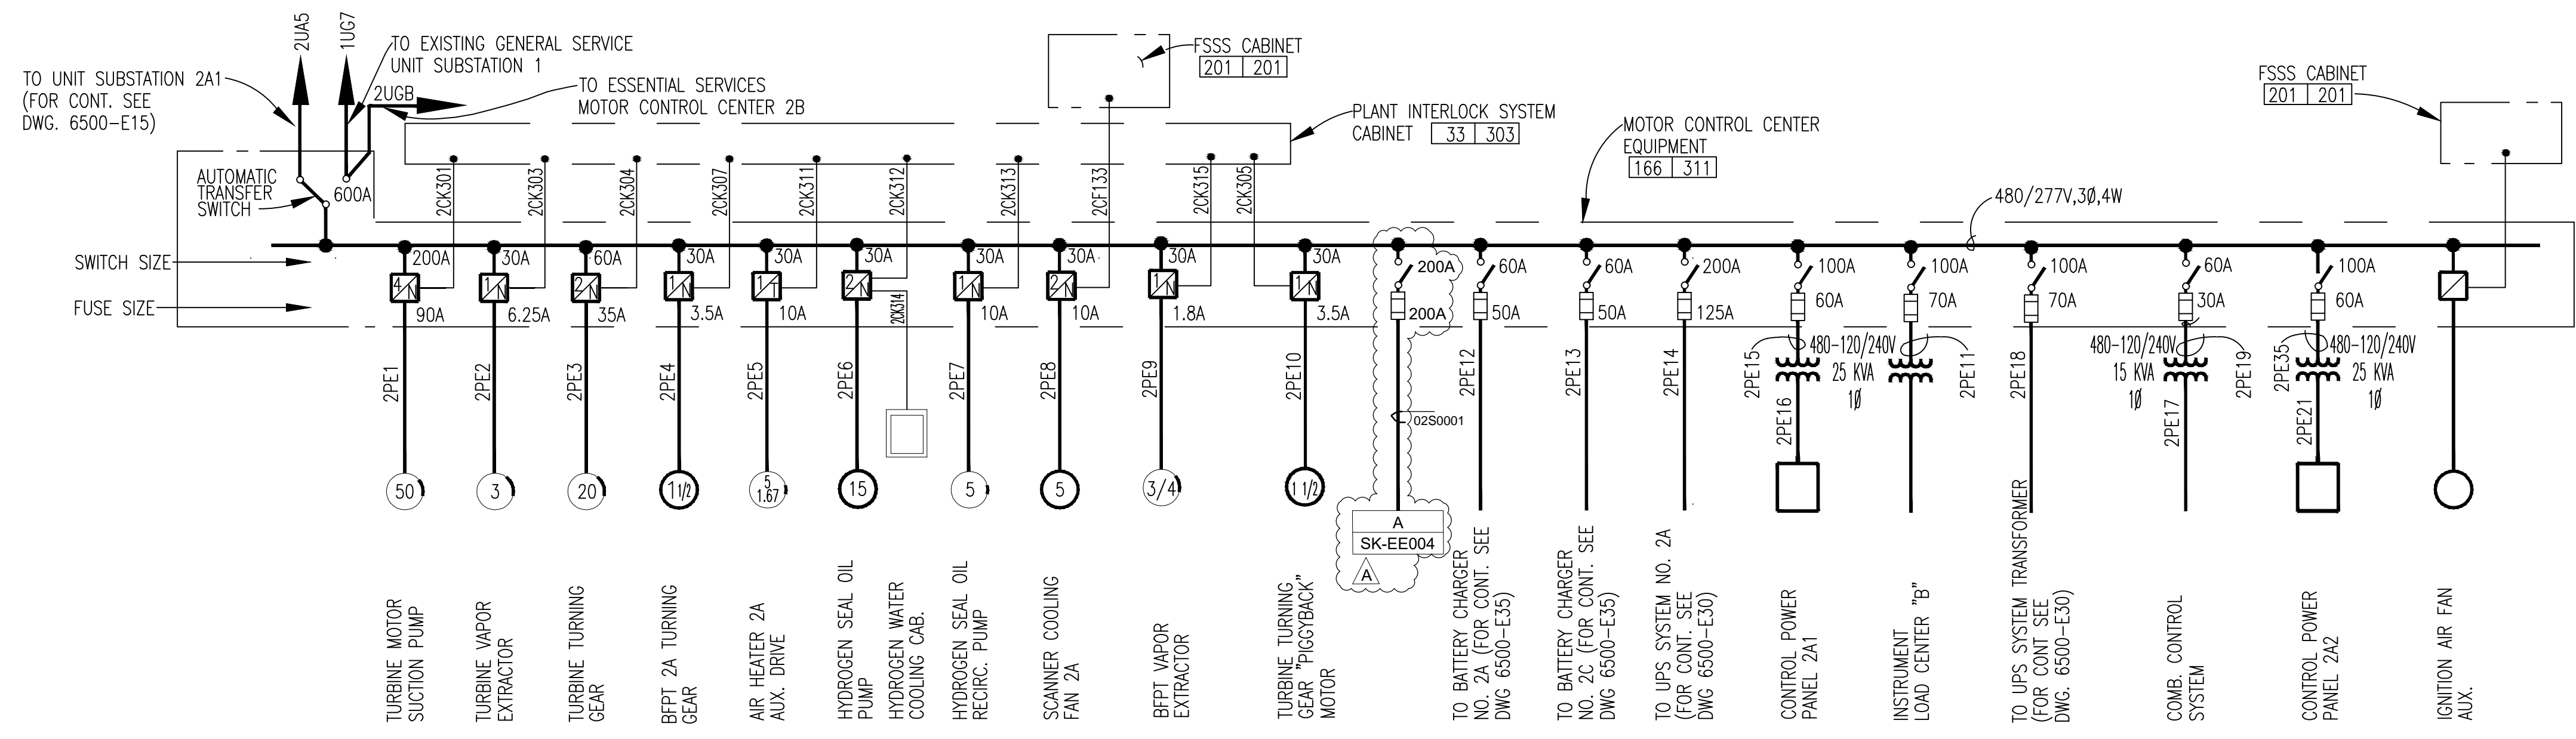 2UA5
1UG7
TO EXISTING GENERAL SERVICE
UNIT SUBSTATION 1
TO UNIT SUBSTATION 2A1
(FOR CONT. SEE
DWG. 6500-E15)
2UGB
TO ESSENTIAL SERVICES
MOTOR CONTROL CENTER 2B
FSSS CABINET
201 201
PLANT INTERLOCK SYSTEM
CABINET 33 303
MOTOR CONTROL CENTER
EQUIPMENT
166 311
FSSS CABINET
201 201
480/277V,3Ø,4W
AUTOMATIC
TRANSFER
SWITCH
600A
2CK301
2CK303
2CK304
2CK307
2CK311
2CK312
2CK313
2CF133
2CK315
2CK305
SWITCH SIZE
200A
30A
60A
30A
30A
30A
30A
30A
30A
30A
200A
60A
60A
200A
100A
100A
100A
60A
100A
4 N
1 N
2 N
1 N
1 T
2 N
1 N
2 N
1 N
1 N
2CK314
FUSE SIZE
90A
6.25A
35A
3.5A
10A
10A
10A
1.8A
3.5A
200A
50A
50A
125A
60A
70A
70A
30A
60A
2PE1
2PE2
2PE3
2PE4
2PE5
2PE6
2PE7
2PE8
2PE9
2PE10
02S0001
2PE12
2PE13
2PE14
2PE15
480-120/240V
25 KVA
1Ø
2PE16
2PE11
2PE18
480-120/240V
15 KVA
1Ø
2PE17
2PE19
2PE35
480-120/240V
25 KVA
1Ø
2PE21
50
3
20
1 1/2
5
1.67
15
5
5
3/4
1 1/2
A
SK-EE004
A
TURBINE MOTOR
SUCTION PUMP
TURBINE VAPOR
EXTRACTOR
TURBINE TURNING
GEAR
BFPT 2A TURNING
GEAR
AIR HEATER 2A
AUX. DRIVE
HYDROGEN SEAL OIL
PUMP
HYDROGEN WATER
COOLING CAB.
HYDROGEN SEAL OIL
RECIRC. PUMP
SCANNER COOLING
FAN 2A
BFPT VAPOR
EXTRACTOR
TURBINE TURNING
GEAR "PIGGYBACK"
MOTOR
TO BATTERY CHARGER
NO. 2A (FOR CONT. SEE
DWG 6500-E35)
TO BATTERY CHARGER
NO. 2C (FOR CONT. SEE
DWG 6500-E35)
TO UPS SYSTEM NO. 2A
(FOR CONT. SEE
DWG 6500-E30)
CONTROL POWER
PANEL 2A1
INSTRUMENT
LOAD CENTER "B"
TO UPS SYSTEM TRANSFORMER
(FOR CONT SEE
DWG. 6500-E30)
COMB. CONTROL
SYSTEM
CONTROL POWER
PANEL 2A2
IGNITION AIR FAN
AUX.